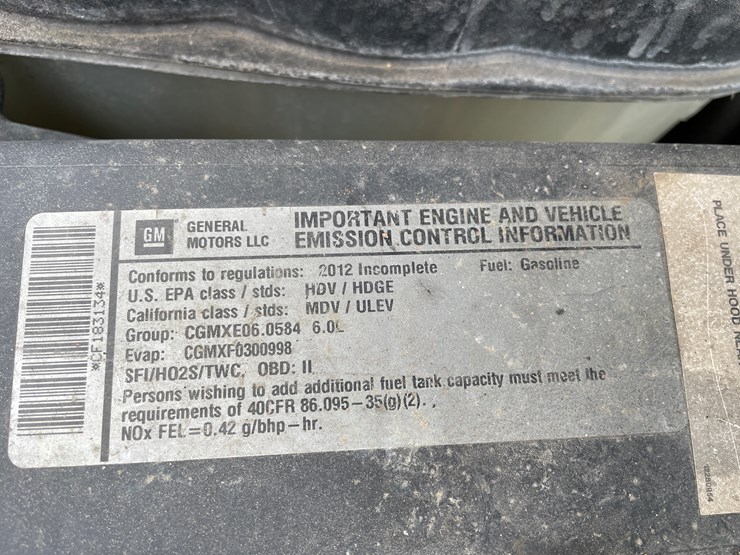 GM
GENERAL
MOTORS LLC
IMPORTANT ENGINE AND VEHICLE
EMISSION CONTROL INFORMATION
Conforms to regulations: 2012 Incomplete Fuel: Gasoline
U.S. EPA class / stds: HDV / HDGE
California class / stds: MDV / ULEV
Group: CGMXE06.0584 6.0L
Evap: CGMXF0300998
SFI/HO2S/TWC, OBD: II
Persons wishing to add additional fuel tank capacity must meet the
requirements of 40CFR 86.095-35(g)(2).
NOx FEL=0.42 g/bhp-hr.
*CF183134*
PLACE UNDER HOOD